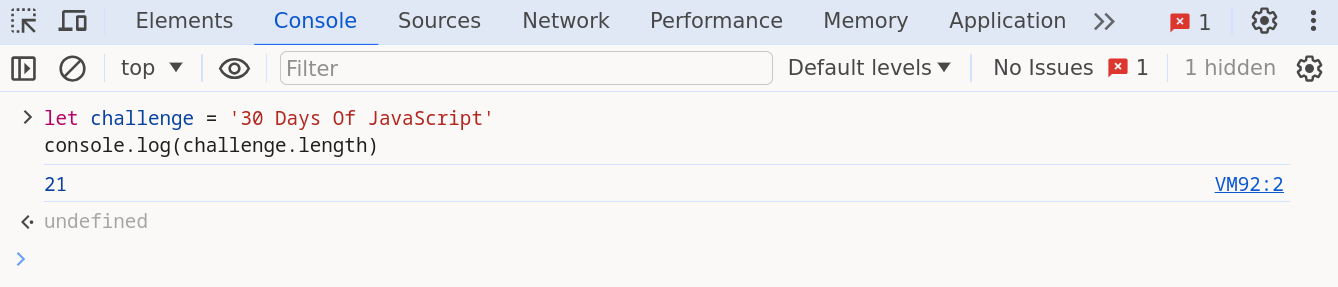 Elements Console Sources Network Performance Memory Application 1
top Filter Default levels No Issues 1 1 hidden
let challenge = '30 Days Of JavaScript'
console.log(challenge.length)
21 VM92:2
undefined